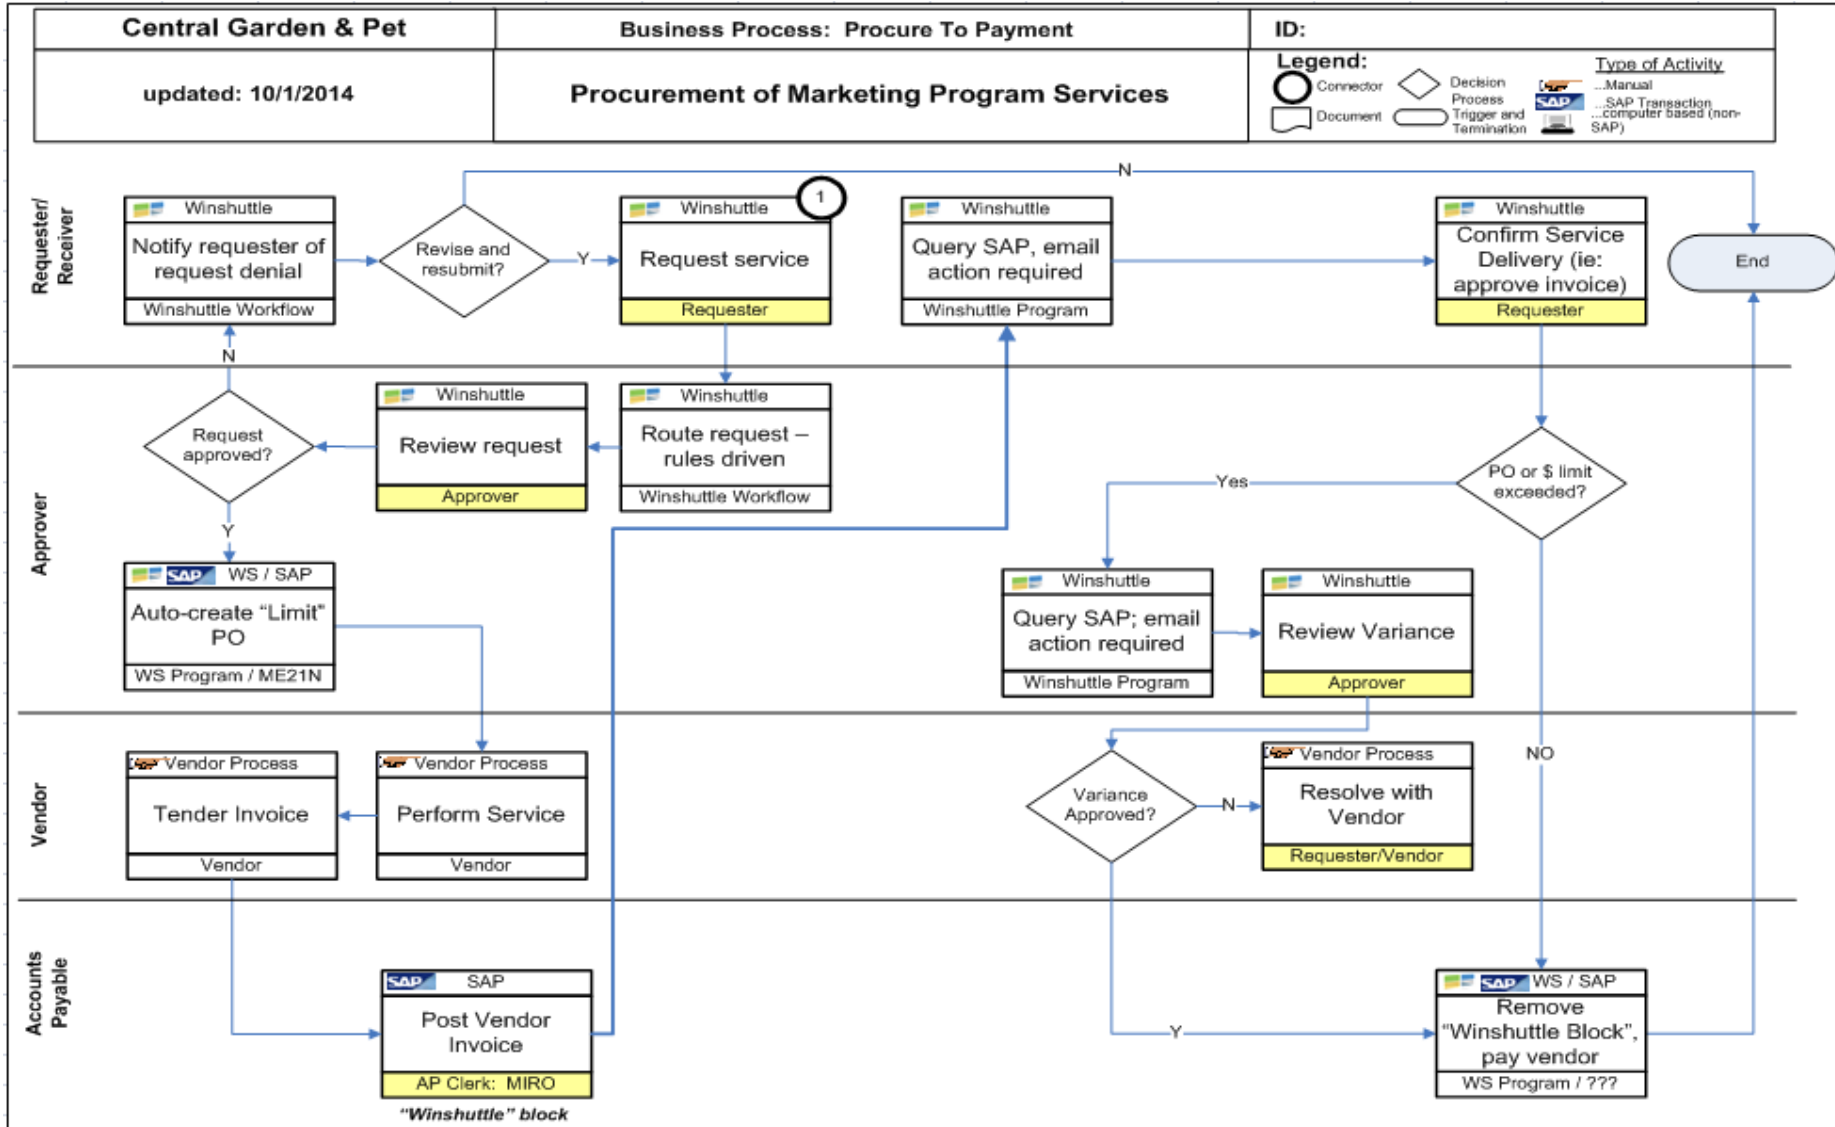 Central Garden & Pet
Business Process: Procure To Payment
ID:
updated: 10/1/2014
Procurement of Marketing Program Services
Legend:
Connector
Document
Decision
Process
Trigger and
Termination
Type of Activity
...Manual
SAP
...SAP Transaction
...computer based (non-
SAP)
Requester/
Receiver
Winshuttle
Notify requester of
request denial
Winshuttle Workflow
Revise and
resubmit?
Y
N
1
Winshuttle
Request service
Requester
Winshuttle
Query SAP, email
action required
Winshuttle Program
Winshuttle
Confirm Service
Delivery (ie:
approve invoice)
Requester
End
Approver
N
Request
approved?
Y
Winshuttle
Review request
Approver
Winshuttle
Route request –
rules driven
Winshuttle Workflow
SAP WS / SAP
Auto-create “Limit”
PO
WS Program / ME21N
PO or $ limit
exceeded?
Yes
Winshuttle
Query SAP; email
action required
Winshuttle Program
Winshuttle
Review Variance
Approver
Vendor
Vendor Process
Tender Invoice
Vendor
Vendor Process
Perform Service
Vendor
Variance
Approved?
N
Vendor Process
Resolve with
Vendor
Requester/Vendor
NO
Accounts
Payable
SAP SAP
Post Vendor
Invoice
AP Clerk: MIRO
“Winshuttle” block
Y
SAP WS / SAP
Remove
“Winshuttle Block”,
pay vendor
WS Program / ???